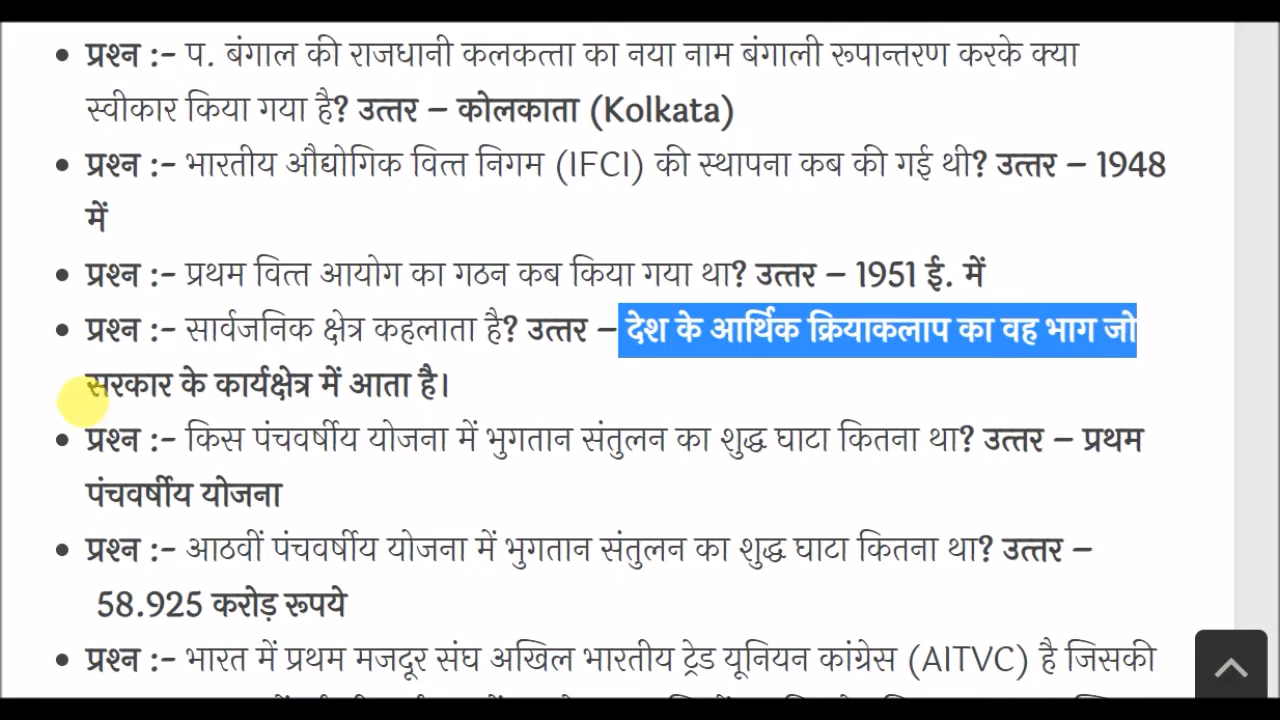 • प्रश्न :- प. बंगाल की राजधानी कलकत्ता का नया नाम बंगाली रूपान्तरण करके क्या
स्वीकार किया गया है? उत्तर – कोलकाता (Kolkata)
• प्रश्न :- भारतीय औद्योगिक वित्त निगम (IFCI) की स्थापना कब की गई थी? उत्तर – 1948
में
• प्रश्न :- प्रथम वित्त आयोग का गठन कब किया गया था? उत्तर – 1951 ई. में
• प्रश्न :- सार्वजनिक क्षेत्र कहलाता है? उत्तर – देश के आर्थिक क्रियाकलाप का वह भाग जो
सरकार के कार्यक्षेत्र में आता है।
• प्रश्न :- किस पंचवर्षीय योजना में भुगतान संतुलन का शुद्ध घाटा कितना था? उत्तर – प्रथम
पंचवर्षीय योजना
• प्रश्न :- आठवीं पंचवर्षीय योजना में भुगतान संतुलन का शुद्ध घाटा कितना था? उत्तर –
58.925 करोड़ रूपये
• प्रश्न :- भारत में प्रथम मजदूर संघ अखिल भारतीय ट्रेड यूनियन कांग्रेस (AITVC) है जिसकी